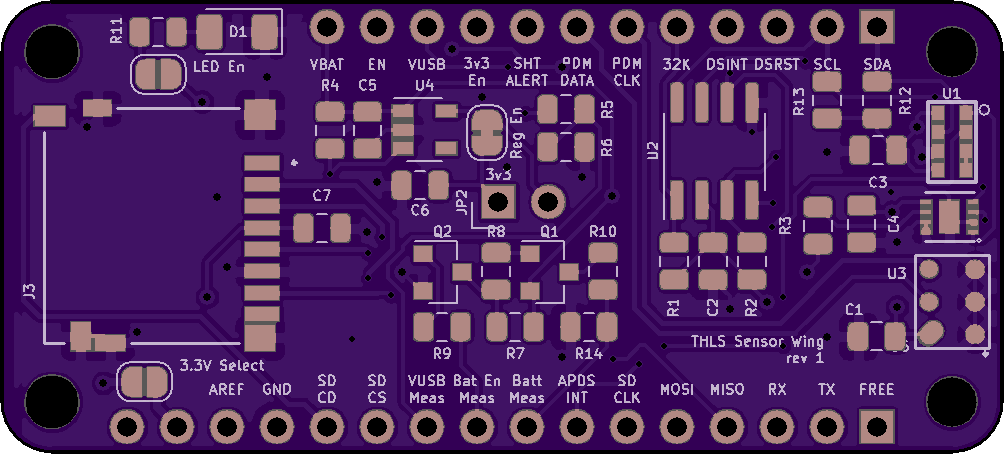 R11
D1
LED En
VBAT
EN
VUSB
3v3
En
SHT
ALERT
PDM
DATA
PDM
CLK
32K
DSINT
DSRST
SCL
SDA
R4
C5
U4
Reg En
R5
R6
U2
R13
R12
U1
C3
3v3
JP2
C6
C7
Q2
R8
Q1
R10
R3
C4
U3
J3
R1
C2
R2
C1
R9
R7
R14
THLS Sensor Wing
rev 1
3.3V Select
AREF
GND
SD
CD
SD
CS
VUSB
Meas
Bat En
Meas
Batt
Meas
APDS
INT
SD
CLK
MOSI
MISO
RX
TX
FREE